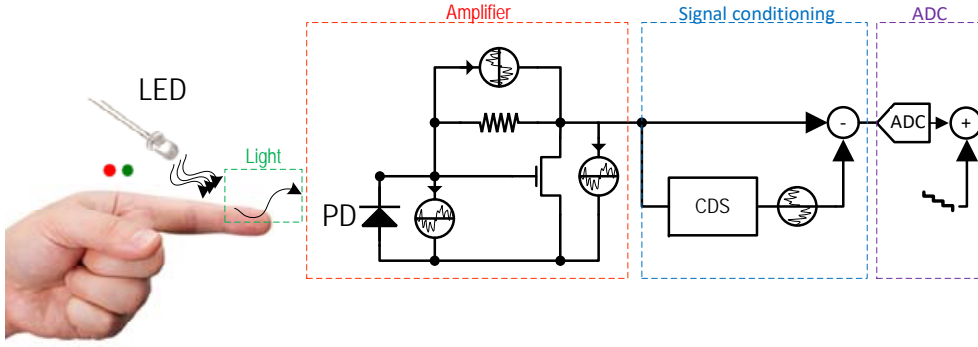 Amplifier
Signal conditioning
ADC
LED
Light
PD
CDS
-
ADC
+